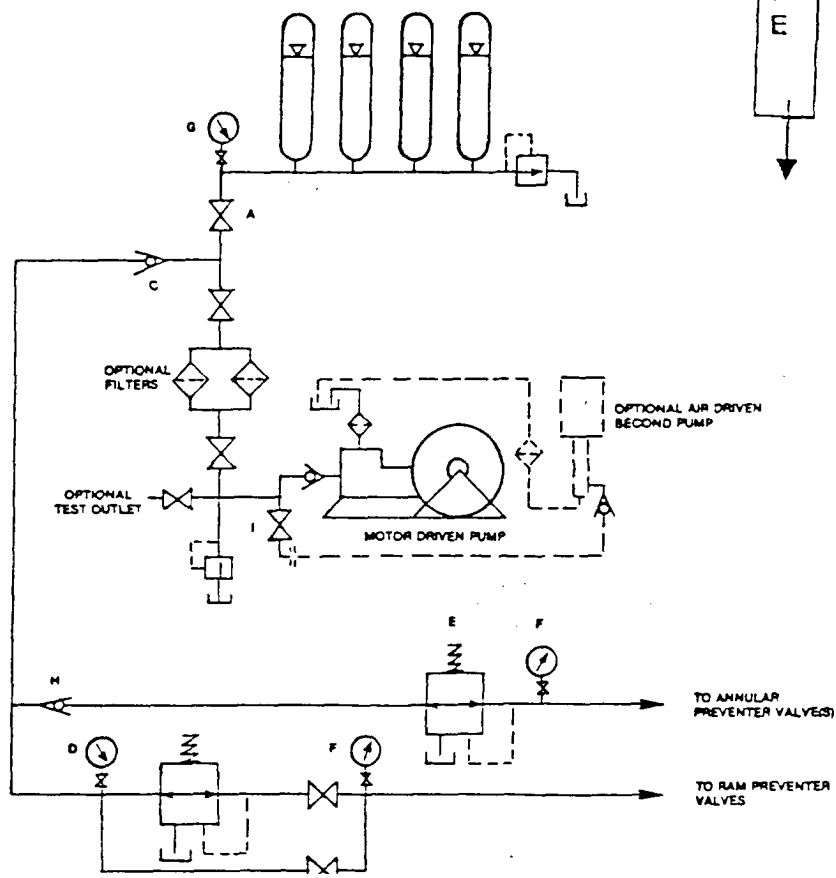 E
G
A
C
OPTIONAL
FILTERS
OPTIONAL AIR DRIVEN
SECOND PUMP
OPTIONAL
TEST OUTLET
I
MOTOR DRIVEN PUMP
E
F
H
TO ANNULAR
PREVENTER VALVE(S)
D
F
TO RAM PREVENTER
VALVES